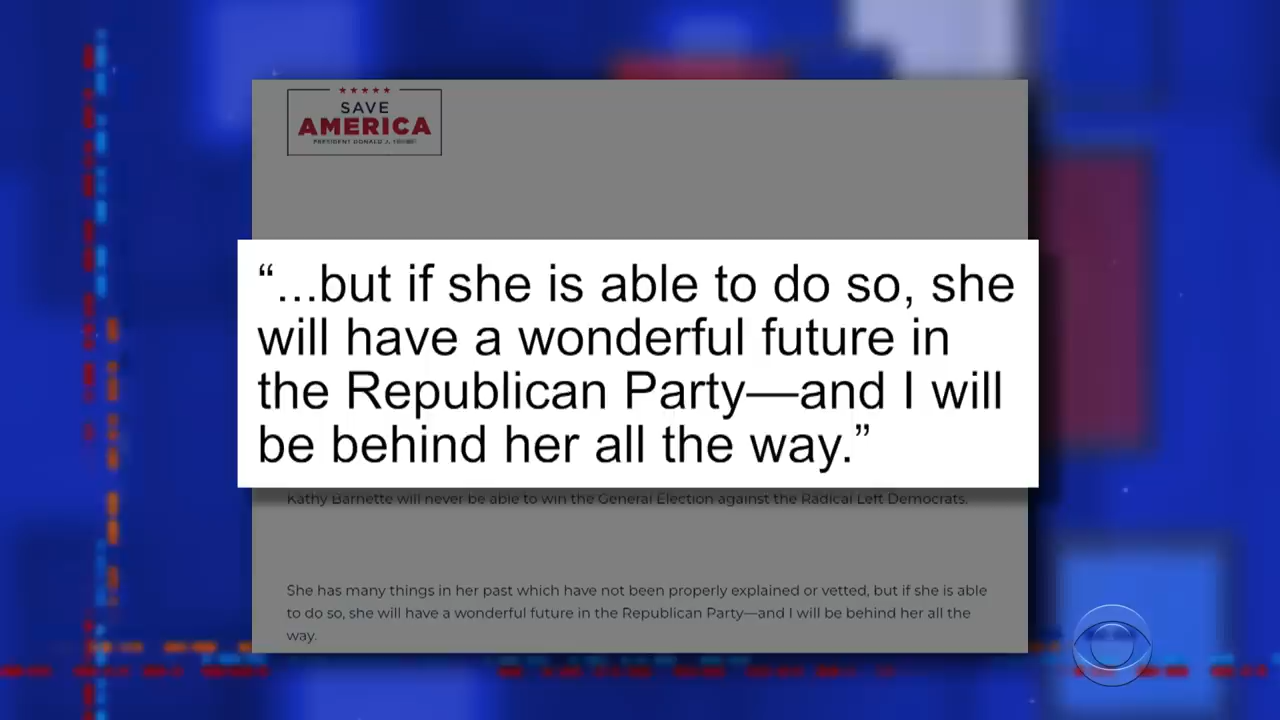 SAVE
AMERICA
PRESIDENT DONALD J.
“...but if she is able to do so, she
will have a wonderful future in
the Republican Party—and I will
be behind her all the way.”
Kathy Barnette will never be able to win the General Election against the Radical Left Democrats.
She has many things in her past which have not been properly explained or vetted, but if she is able
to do so, she will have a wonderful future in the Republican Party—and I will be behind her all the
way.